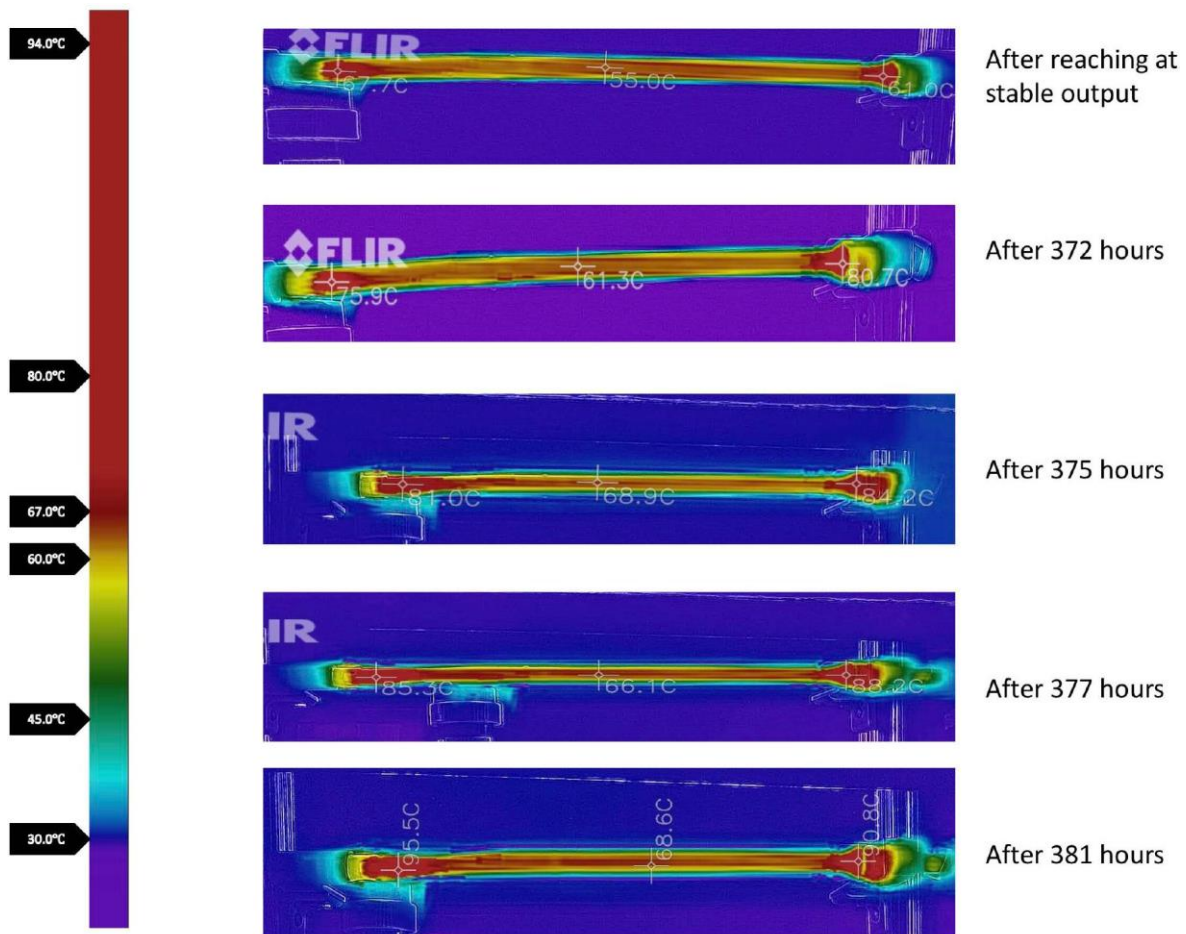 94.0°C
80.0°C
67.0°C
60.0°C
45.0°C
30.0°C
FLIR
67.7C
55.0C
61.0C
After reaching at
stable output
FLIR
75.9C
61.3C
80.7C
After 372 hours
IR
81.0C
68.9C
84.2C
After 375 hours
IR
85.3C
66.1C
88.2C
After 377 hours
95.5C
68.6C
90.8C
After 381 hours